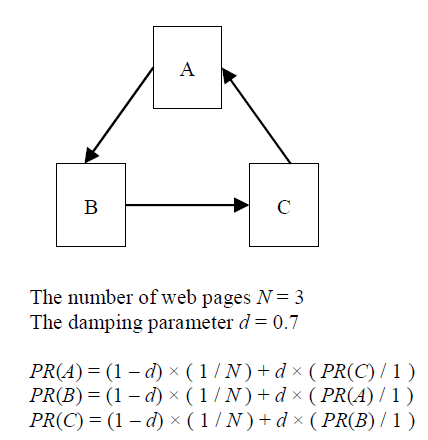 A
B
C
The number of web pages N = 3
The damping parameter d = 0.7
PR(A) = (1 – d) × ( 1 / N ) + d × ( PR(C) / 1 )
PR(B) = (1 – d) × ( 1 / N ) + d × ( PR(A) / 1 )
PR(C) = (1 – d) × ( 1 / N ) + d × ( PR(B) / 1 )